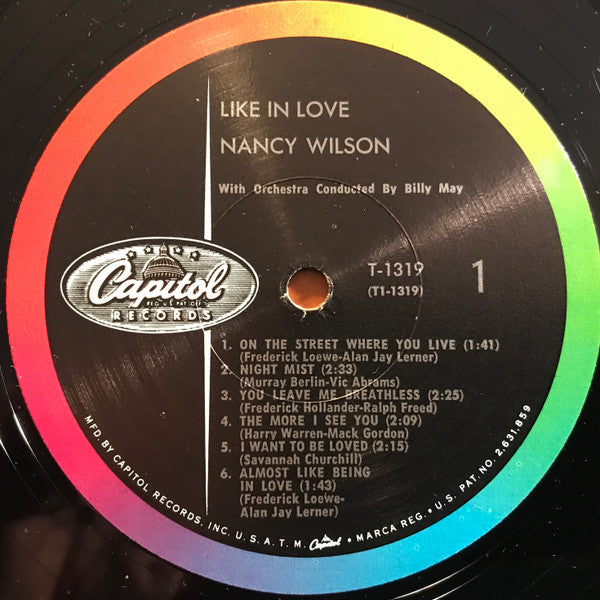 LIKE IN LOVE
NANCY WILSON
With Orchestra Conducted By Billy May
Capitol
REG. U.S. PAT. OFF.
RECORDS
T-1319
(T1-1319)
1
1. ON THE STREET WHERE YOU LIVE (1:41)
(Frederick Loewe-Alan Jay Lerner)
2. NIGHT MIST (2:33)
(Murray Berlin-Vic Abrams)
3. YOU LEAVE ME BREATHLESS (2:25)
(Frederick Hollander-Ralph Freed)
4. THE MORE I SEE YOU (2:09)
(Harry Warren-Mack Gordon)
5. I WANT TO BE LOVED (2:15)
(Savannah Churchill)
6. ALMOST LIKE BEING
IN LOVE (1:43)
(Frederick Loewe-
Alan Jay Lerner)
MFD BY CAPITOL RECORDS, INC. U.S.A. T.M. Capitol • MARCA REG. • U.S. PAT. NO. 2,631,859